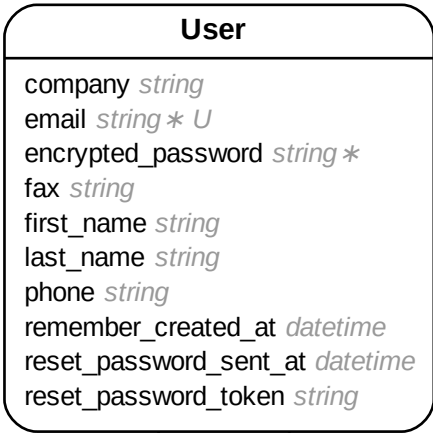 User
company string
email string∗ U
encrypted_password string∗
fax string
first_name string
last_name string
phone string
remember_created_at datetime
reset_password_sent_at datetime
reset_password_token string